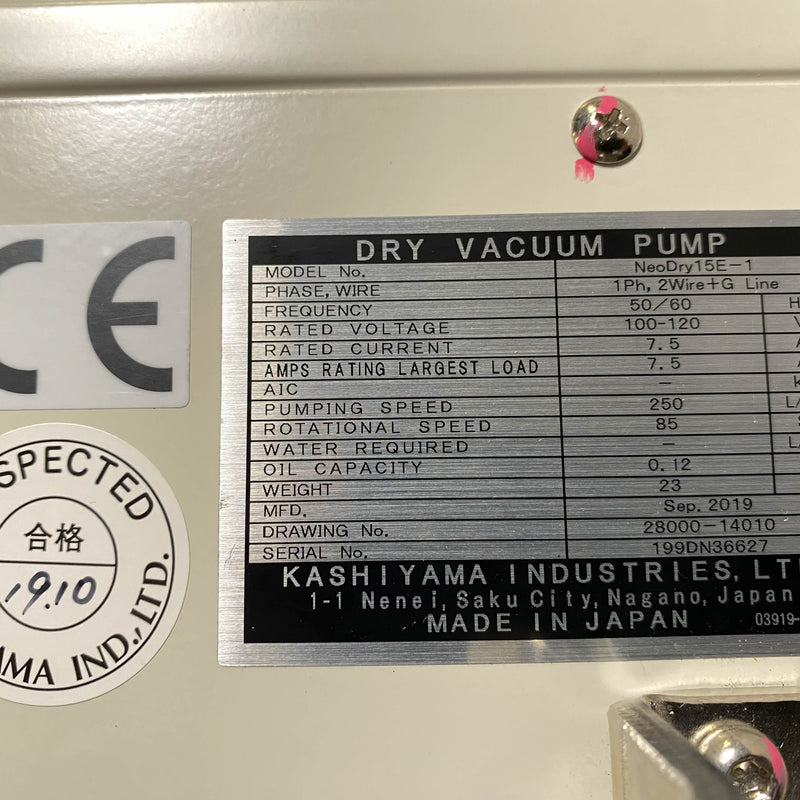 CE
SPECTED
合格
19.10
AMA IND., LTD.
DRY VACUUM PUMP
MODEL No. NeoDry15E-1
PHASE, WIRE 1Ph, 2Wire+G Line
FREQUENCY 50/60 H
RATED VOLTAGE 100-120 V
RATED CURRENT 7.5 A
AMPS RATING LARGEST LOAD 7.5 A
AIC － k
PUMPING SPEED 250 L/
ROTATIONAL SPEED 85
WATER REQUIRED － L/
OIL CAPACITY 0.12
WEIGHT 23
MFD. Sep. 2019
DRAWING No. 28000-14010
SERIAL No. 199DN36627
KASHIYAMA INDUSTRIES, LT
1-1 Nenei, Saku City, Nagano, Japan
MADE IN JAPAN 03919-